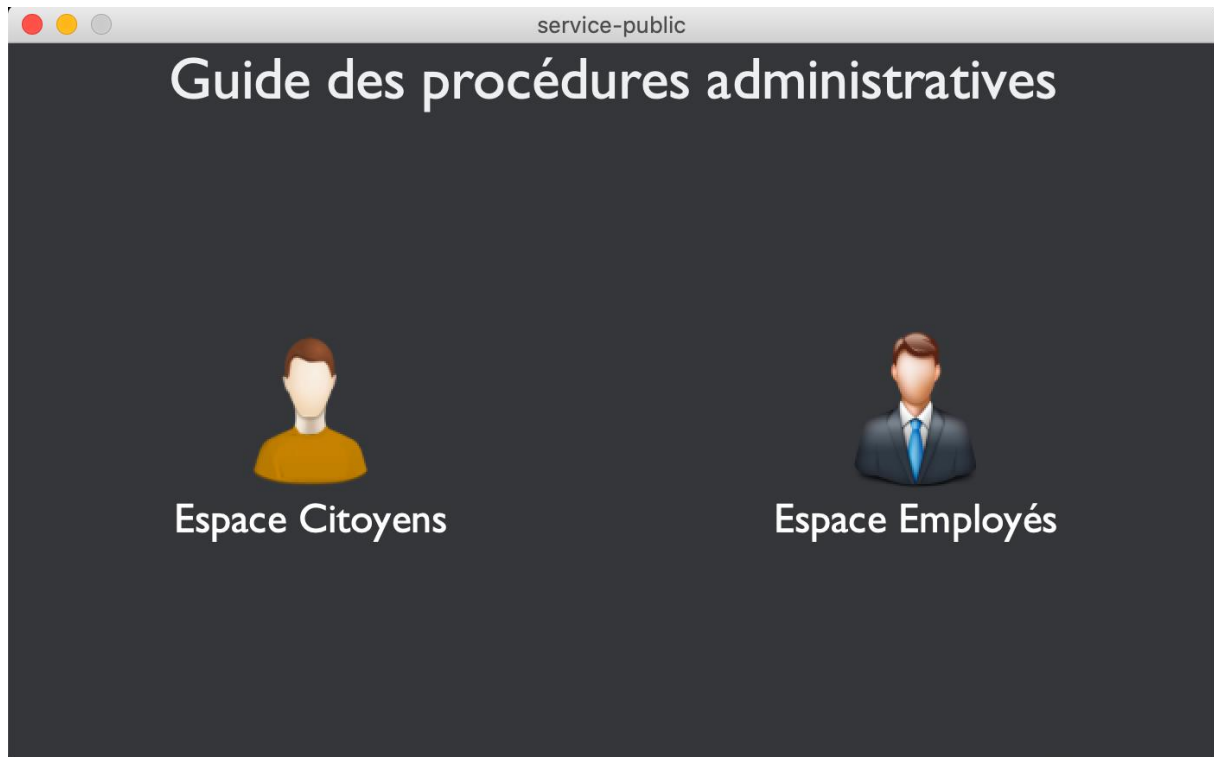 service-public
Guide des procédures administratives
Espace Citoyens
Espace Employés